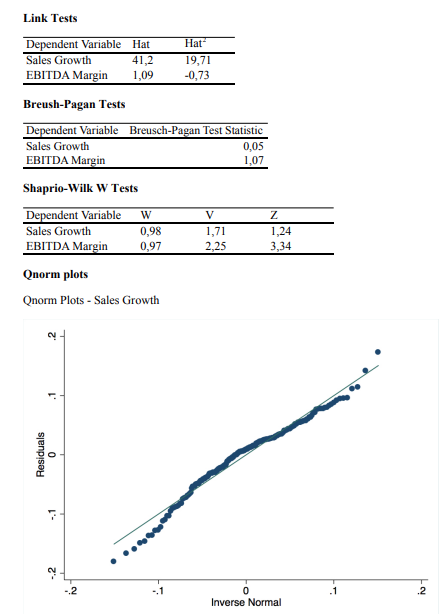 Link Tests
Dependent Variable Hat Hat²
Sales Growth 41,2 19,71
EBITDA Margin 1,09 -0,73
Breush-Pagan Tests
Dependent Variable Breusch-Pagan Test Statistic
Sales Growth 0,05
EBITDA Margin 1,07
Shaprio-Wilk W Tests
Dependent Variable W V Z
Sales Growth 0,98 1,71 1,24
EBITDA Margin 0,97 2,25 3,34
Qnorm plots
Qnorm Plots - Sales Growth
.2
.1
0
-.1
-.2
Residuals
-.2 -.1 0 .1 .2
Inverse Normal